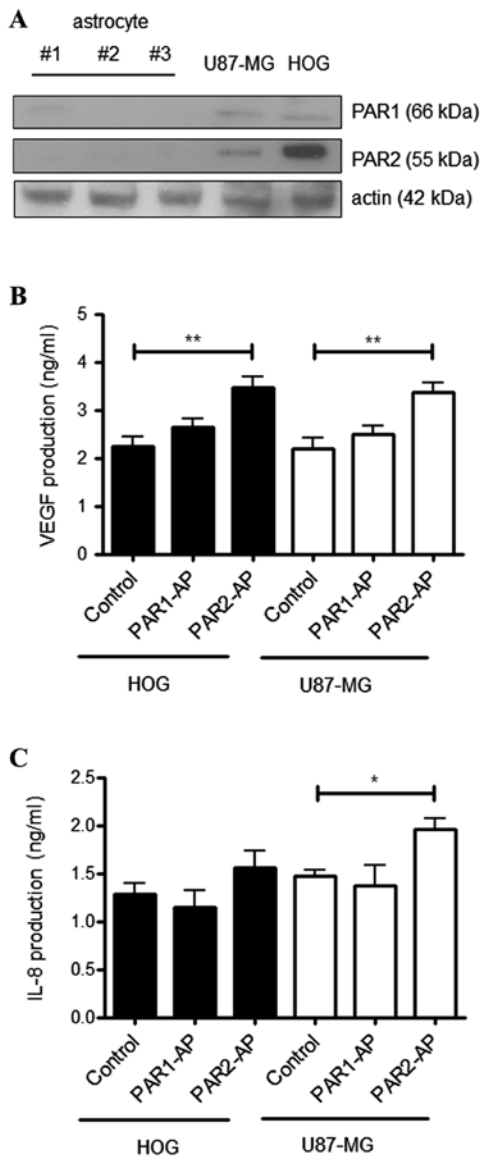 A
astrocyte
#1 #2 #3 U87-MG HOG
PAR1 (66 kDa)
PAR2 (55 kDa)
actin (42 kDa)
B
VEGF production (ng/ml)
5
4
3
2
1
0
** **
Control PAR1-AP PAR2-AP Control PAR1-AP PAR2-AP
HOG U87-MG
C
IL-8 production (ng/ml)
2.5
2.0
1.5
1.0
0.5
0.0
*
Control PAR1-AP PAR2-AP Control PAR1-AP PAR2-AP
HOG U87-MG